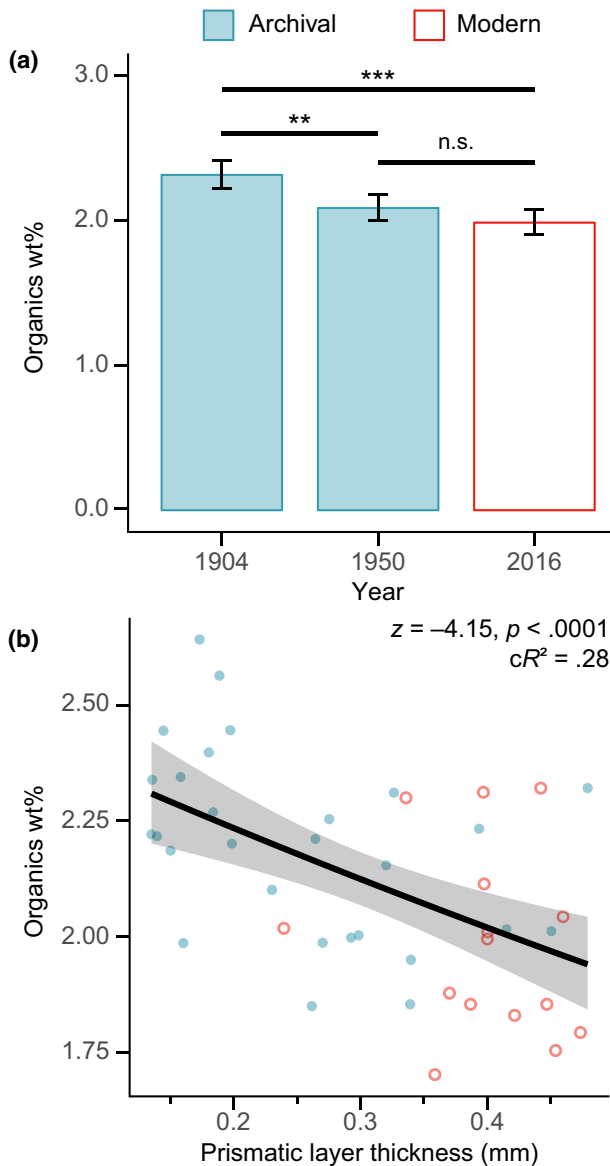 Archival Modern
(a)
3.0
***
**
n.s.
2.0
Organics wt%
1.0
0.0
1904 1950 2016
Year
(b)
z = –4.15, p < .0001
cR² = .28
2.50
2.25
Organics wt%
2.00
1.75
0.2 0.3 0.4
Prismatic layer thickness (mm)